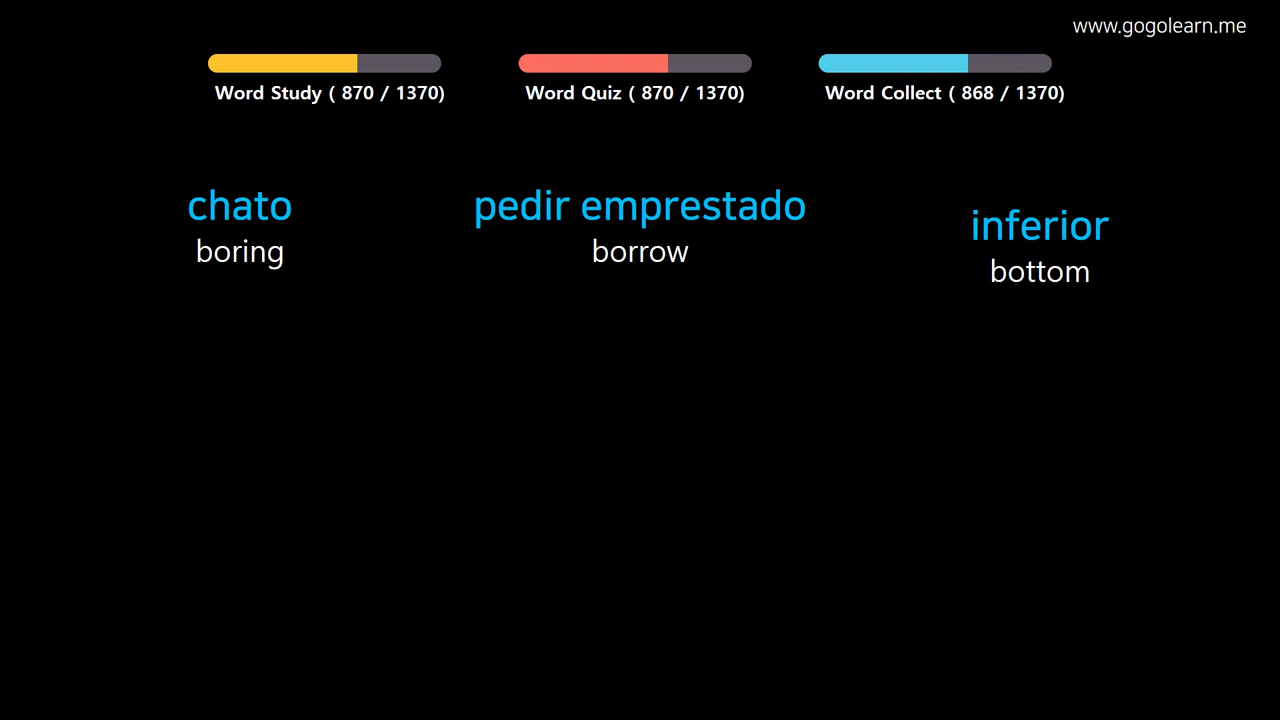 www.gogolearn.me
Word Study ( 870 / 1370)
Word Quiz ( 870 / 1370)
Word Collect ( 868 / 1370)
chato
boring
pedir emprestado
borrow
inferior
bottom